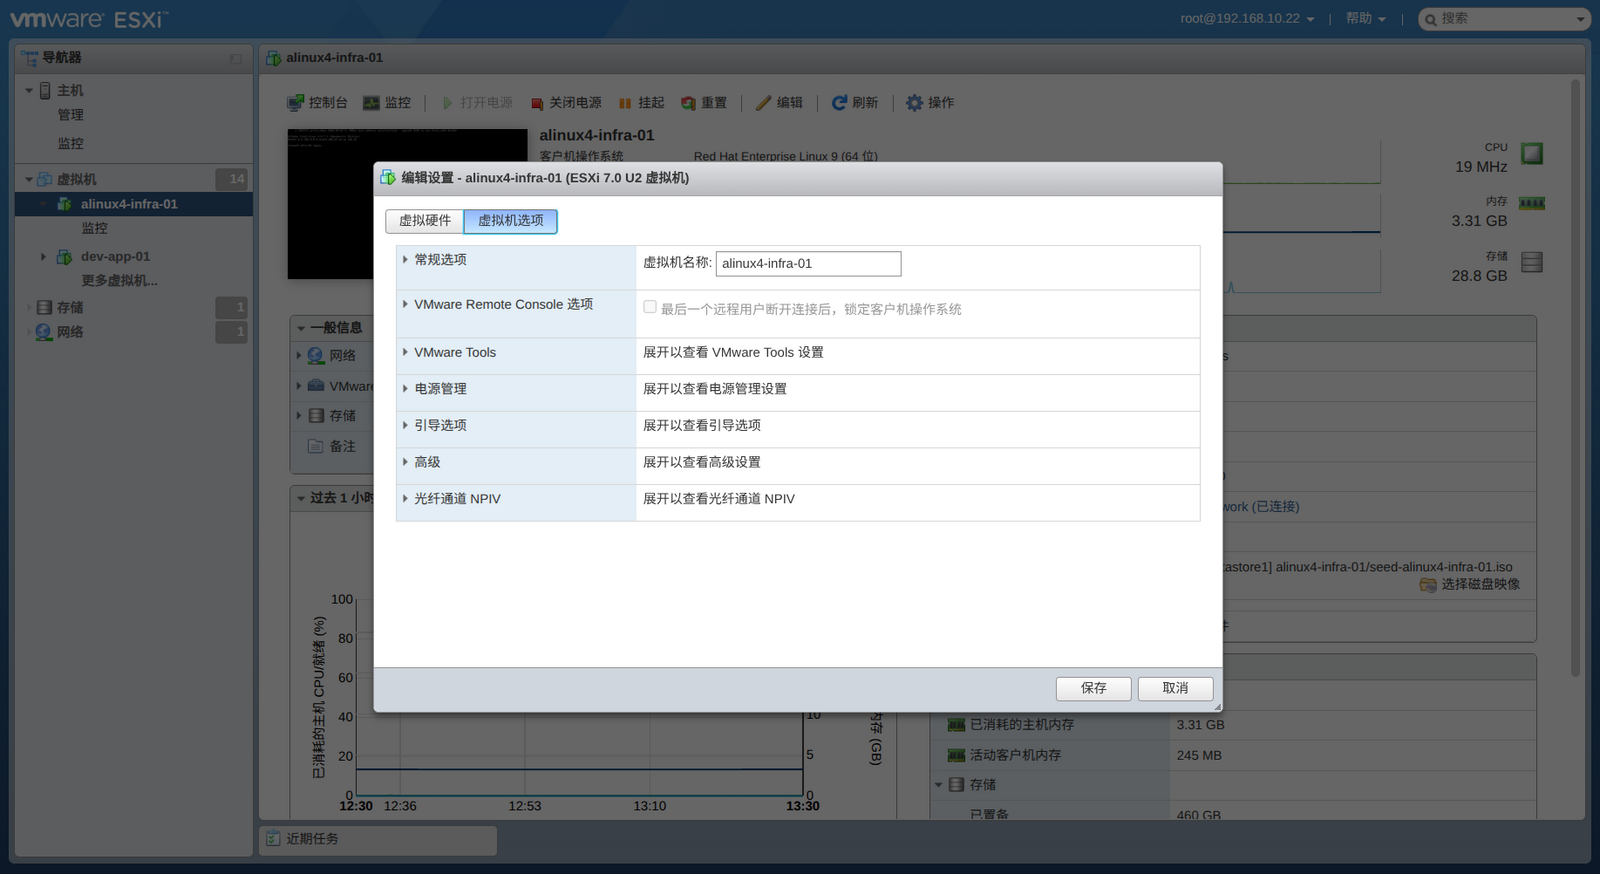 vmware ESXi™
root@192.168.10.22 | 帮助 | 搜索
导航器
主机
管理
监控
虚拟机 14
alinux4-infra-01
监控
dev-app-01
更多虚拟机...
存储 1
网络 1
alinux4-infra-01
控制台 监控 | 打开电源 关闭电源 挂起 重置 | 编辑 | 刷新 | 操作
alinux4-infra-01
客户机操作系统 Red Hat Enterprise Linux 9 (64 位)
CPU
19 MHz
内存
3.31 GB
存储
28.8 GB
编辑设置 - alinux4-infra-01 (ESXi 7.0 U2 虚拟机)
虚拟硬件 虚拟机选项
常规选项 虚拟机名称: alinux4-infra-01
VMware Remote Console 选项 最后一个远程用户断开连接后，锁定客户机操作系统
VMware Tools 展开以查看 VMware Tools 设置
电源管理 展开以查看电源管理设置
引导选项 展开以查看引导选项
高级 展开以查看高级设置
光纤通道 NPIV 展开以查看光纤通道 NPIV
保存 取消
一般信息
网络
VMware
存储
备注
work (已连接)
tastore1] alinux4-infra-01/seed-alinux4-infra-01.iso
选择磁盘映像
件
过去 1 小时
已消耗的主机 CPU/就绪 (%)
100
80
60
40
20
0
10
5
0
内存 (GB)
12:30 12:36 12:53 13:10 13:30
已消耗的主机内存 3.31 GB
活动客户机内存 245 MB
存储
已置备 460 GB
近期任务